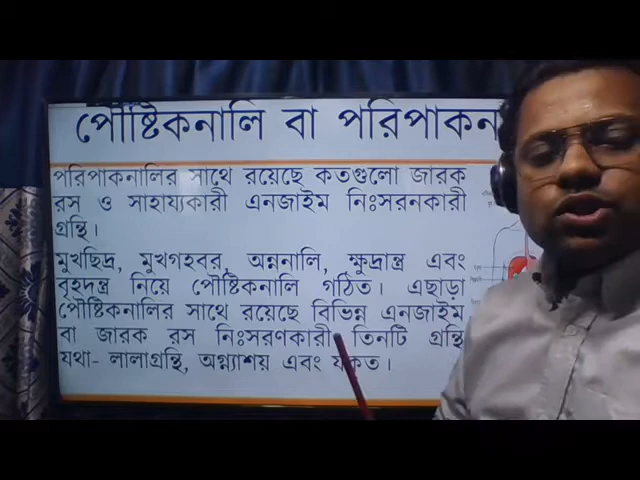 পৌষ্টিকনালি বা পরিপাকন
পরিপাকনালির সাথে রয়েছে কতগুলো জারক
রস ও সাহায্যকারী এনজাইম নিঃসরনকারী
গ্রন্থি।
মুখছিদ্র, মুখগহবর, অন্ননালি, ক্ষুদ্রান্ত্র এবং
বৃহদন্ত্র নিয়ে পৌষ্টিকনালি গঠিত। এছাড়া
পৌষ্টিকনালির সাথে রয়েছে বিভিন্ন এনজাইম
বা জারক রস নিঃসরণকারী তিনটি গ্রন্থি
যথা- লালাগ্রন্থি, অগ্ন্যাশয় এবং যকৃত।